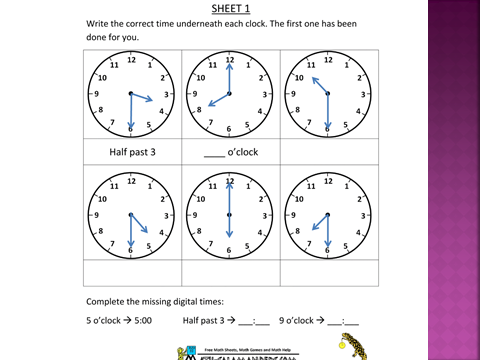 SHEET 1
Write the correct time underneath each clock. The first one has been
done for you.
12 1 2 3 4 5 6 7 8 9 10 11
12 1 2 3 4 5 6 7 8 9 10 11
12 1 2 3 4 5 6 7 8 9 10 11
Half past 3
____ o’clock
12 1 2 3 4 5 6 7 8 9 10 11
12 1 2 3 4 5 6 7 8 9 10 11
12 1 2 3 4 5 6 7 8 9 10 11
Complete the missing digital times:
5 o’clock → 5:00 Half past 3 → ___:___ 9 o’clock → ___:___
Free Math Sheets, Math Games and Math Help